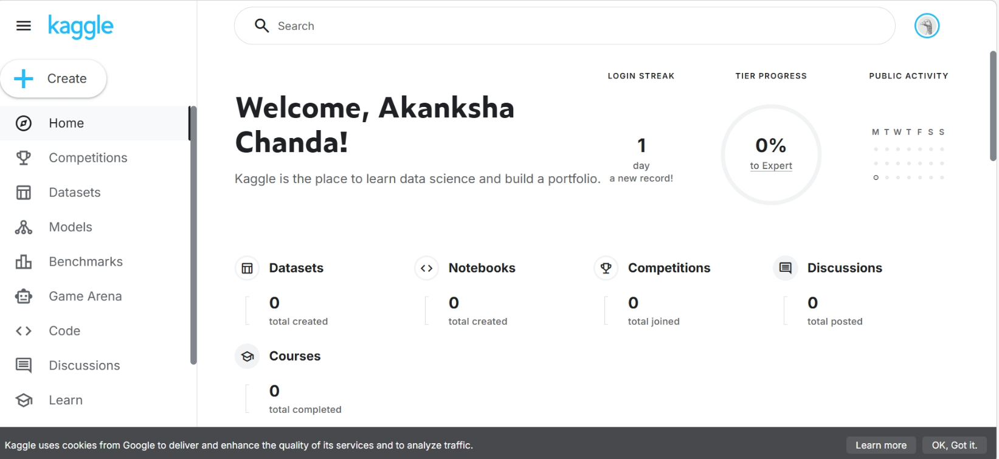 kaggle
Search
Create
Home
Competitions
Datasets
Models
Benchmarks
Game Arena
Code
Discussions
Learn
LOGIN STREAK
TIER PROGRESS
PUBLIC ACTIVITY
Welcome, Akanksha
Chanda!
Kaggle is the place to learn data science and build a portfolio.
1
day
a new record!
0%
to Expert
M T W T F S S
Datasets
0
total created
Notebooks
0
total created
Competitions
0
total joined
Discussions
0
total posted
Courses
0
total completed
Kaggle uses cookies from Google to deliver and enhance the quality of its services and to analyze traffic.
Learn more
OK, Got it.